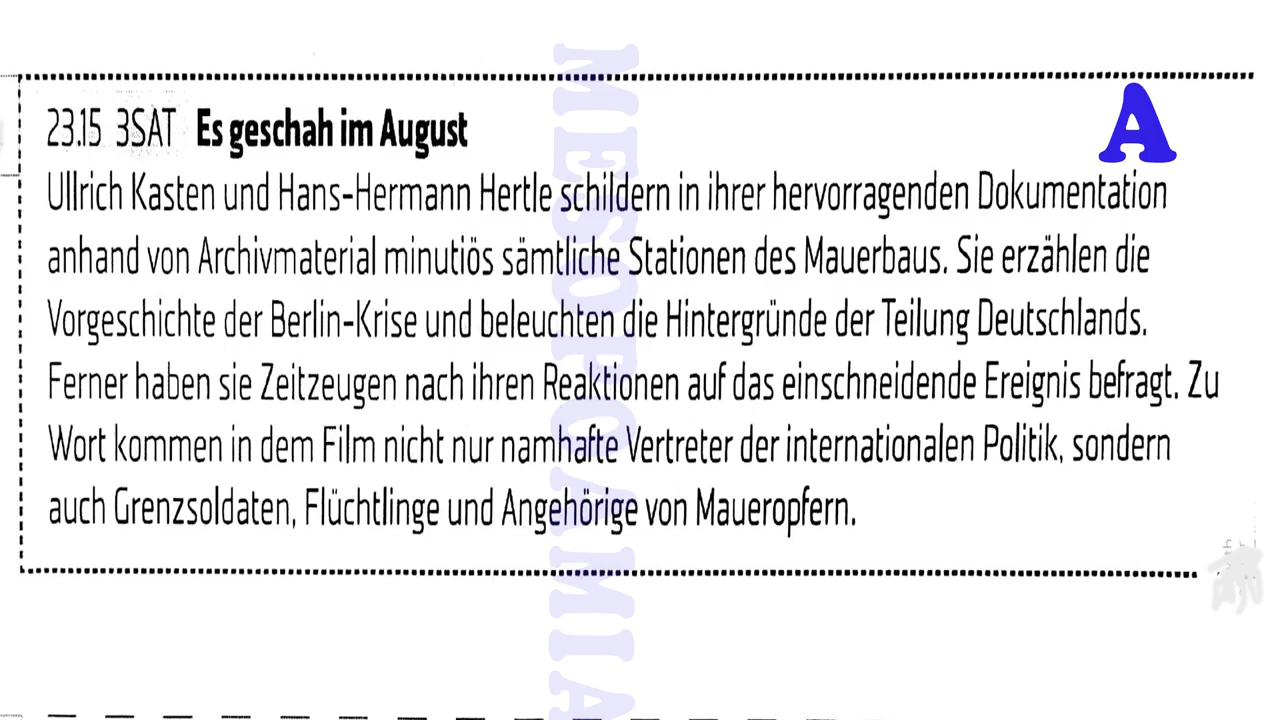 A
23.15 3SAT Es geschah im August
Ullrich Kasten und Hans-Hermann Hertle schildern in ihrer hervorragenden Dokumentation
anhand von Archivmaterial minutiös sämtliche Stationen des Mauerbaus. Sie erzählen die
Vorgeschichte der Berlin-Krise und beleuchten die Hintergründe der Teilung Deutschlands.
Ferner haben sie Zeitzeugen nach ihren Reaktionen auf das einschneidende Ereignis befragt. Zu
Wort kommen in dem Film nicht nur namhafte Vertreter der internationalen Politik, sondern
auch Grenzsoldaten, Flüchtlinge und Angehörige von Maueropfern.
MESOPOAMIA